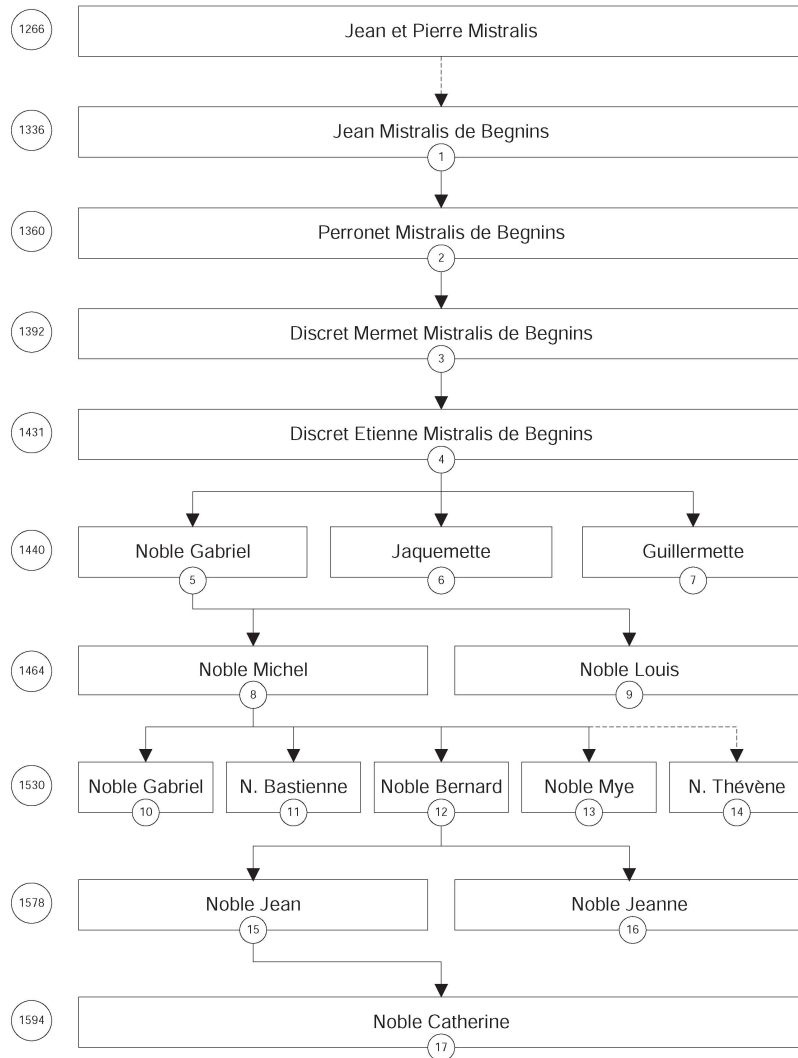 1266
Jean et Pierre Mistralis
1336
Jean Mistralis de Begnins
1
1360
Perronet Mistralis de Begnins
2
1392
Discret Mermet Mistralis de Begnins
3
1431
Discret Etienne Mistralis de Begnins
4
1440
Noble Gabriel
Jaquemette
Guillermette
5
6
7
1464
Noble Michel
Noble Louis
8
9
1530
Noble Gabriel
N. Bastienne
Noble Bernard
Noble Mye
N. Thévène
10
11
12
13
14
1578
Noble Jean
Noble Jeanne
15
16
1594
Noble Catherine
17